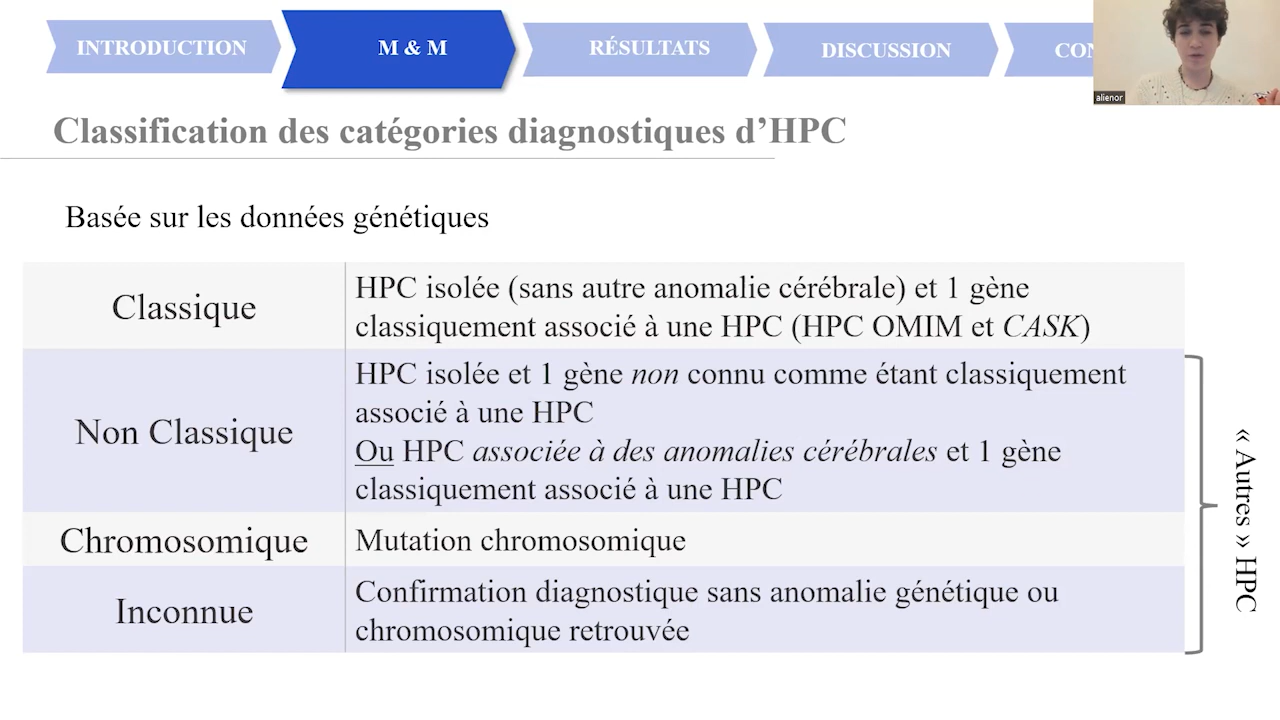 INTRODUCTION
M & M
RÉSULTATS
DISCUSSION
CON
alienor
Classification des catégories diagnostiques d’HPC
Basée sur les données génétiques
Classique
HPC isolée (sans autre anomalie cérébrale) et 1 gène
classiquement associé à une HPC (HPC OMIM et CASK)
Non Classique
HPC isolée et 1 gène non connu comme étant classiquement
associé à une HPC
Ou HPC associée à des anomalies cérébrales et 1 gène
classiquement associé à une HPC
Chromosomique
Mutation chromosomique
Inconnue
Confirmation diagnostique sans anomalie génétique ou
chromosomique retrouvée
« Autres » HPC